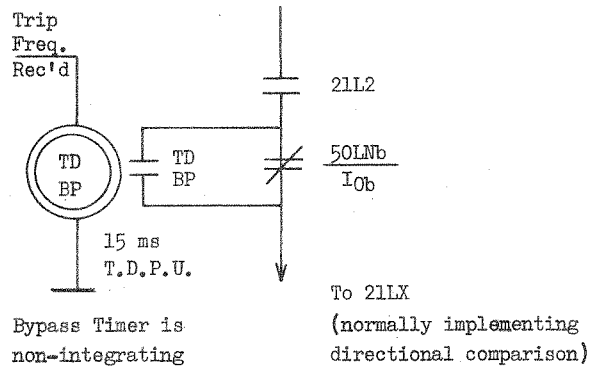 Trip
Freq.
Rec'd
21L2
TD
BP
TD
BP
50LNb
I0b
15 ms
T.D.P.U.
To 21LX
(normally implementing
directional comparison)
Bypass Timer is
non-integrating